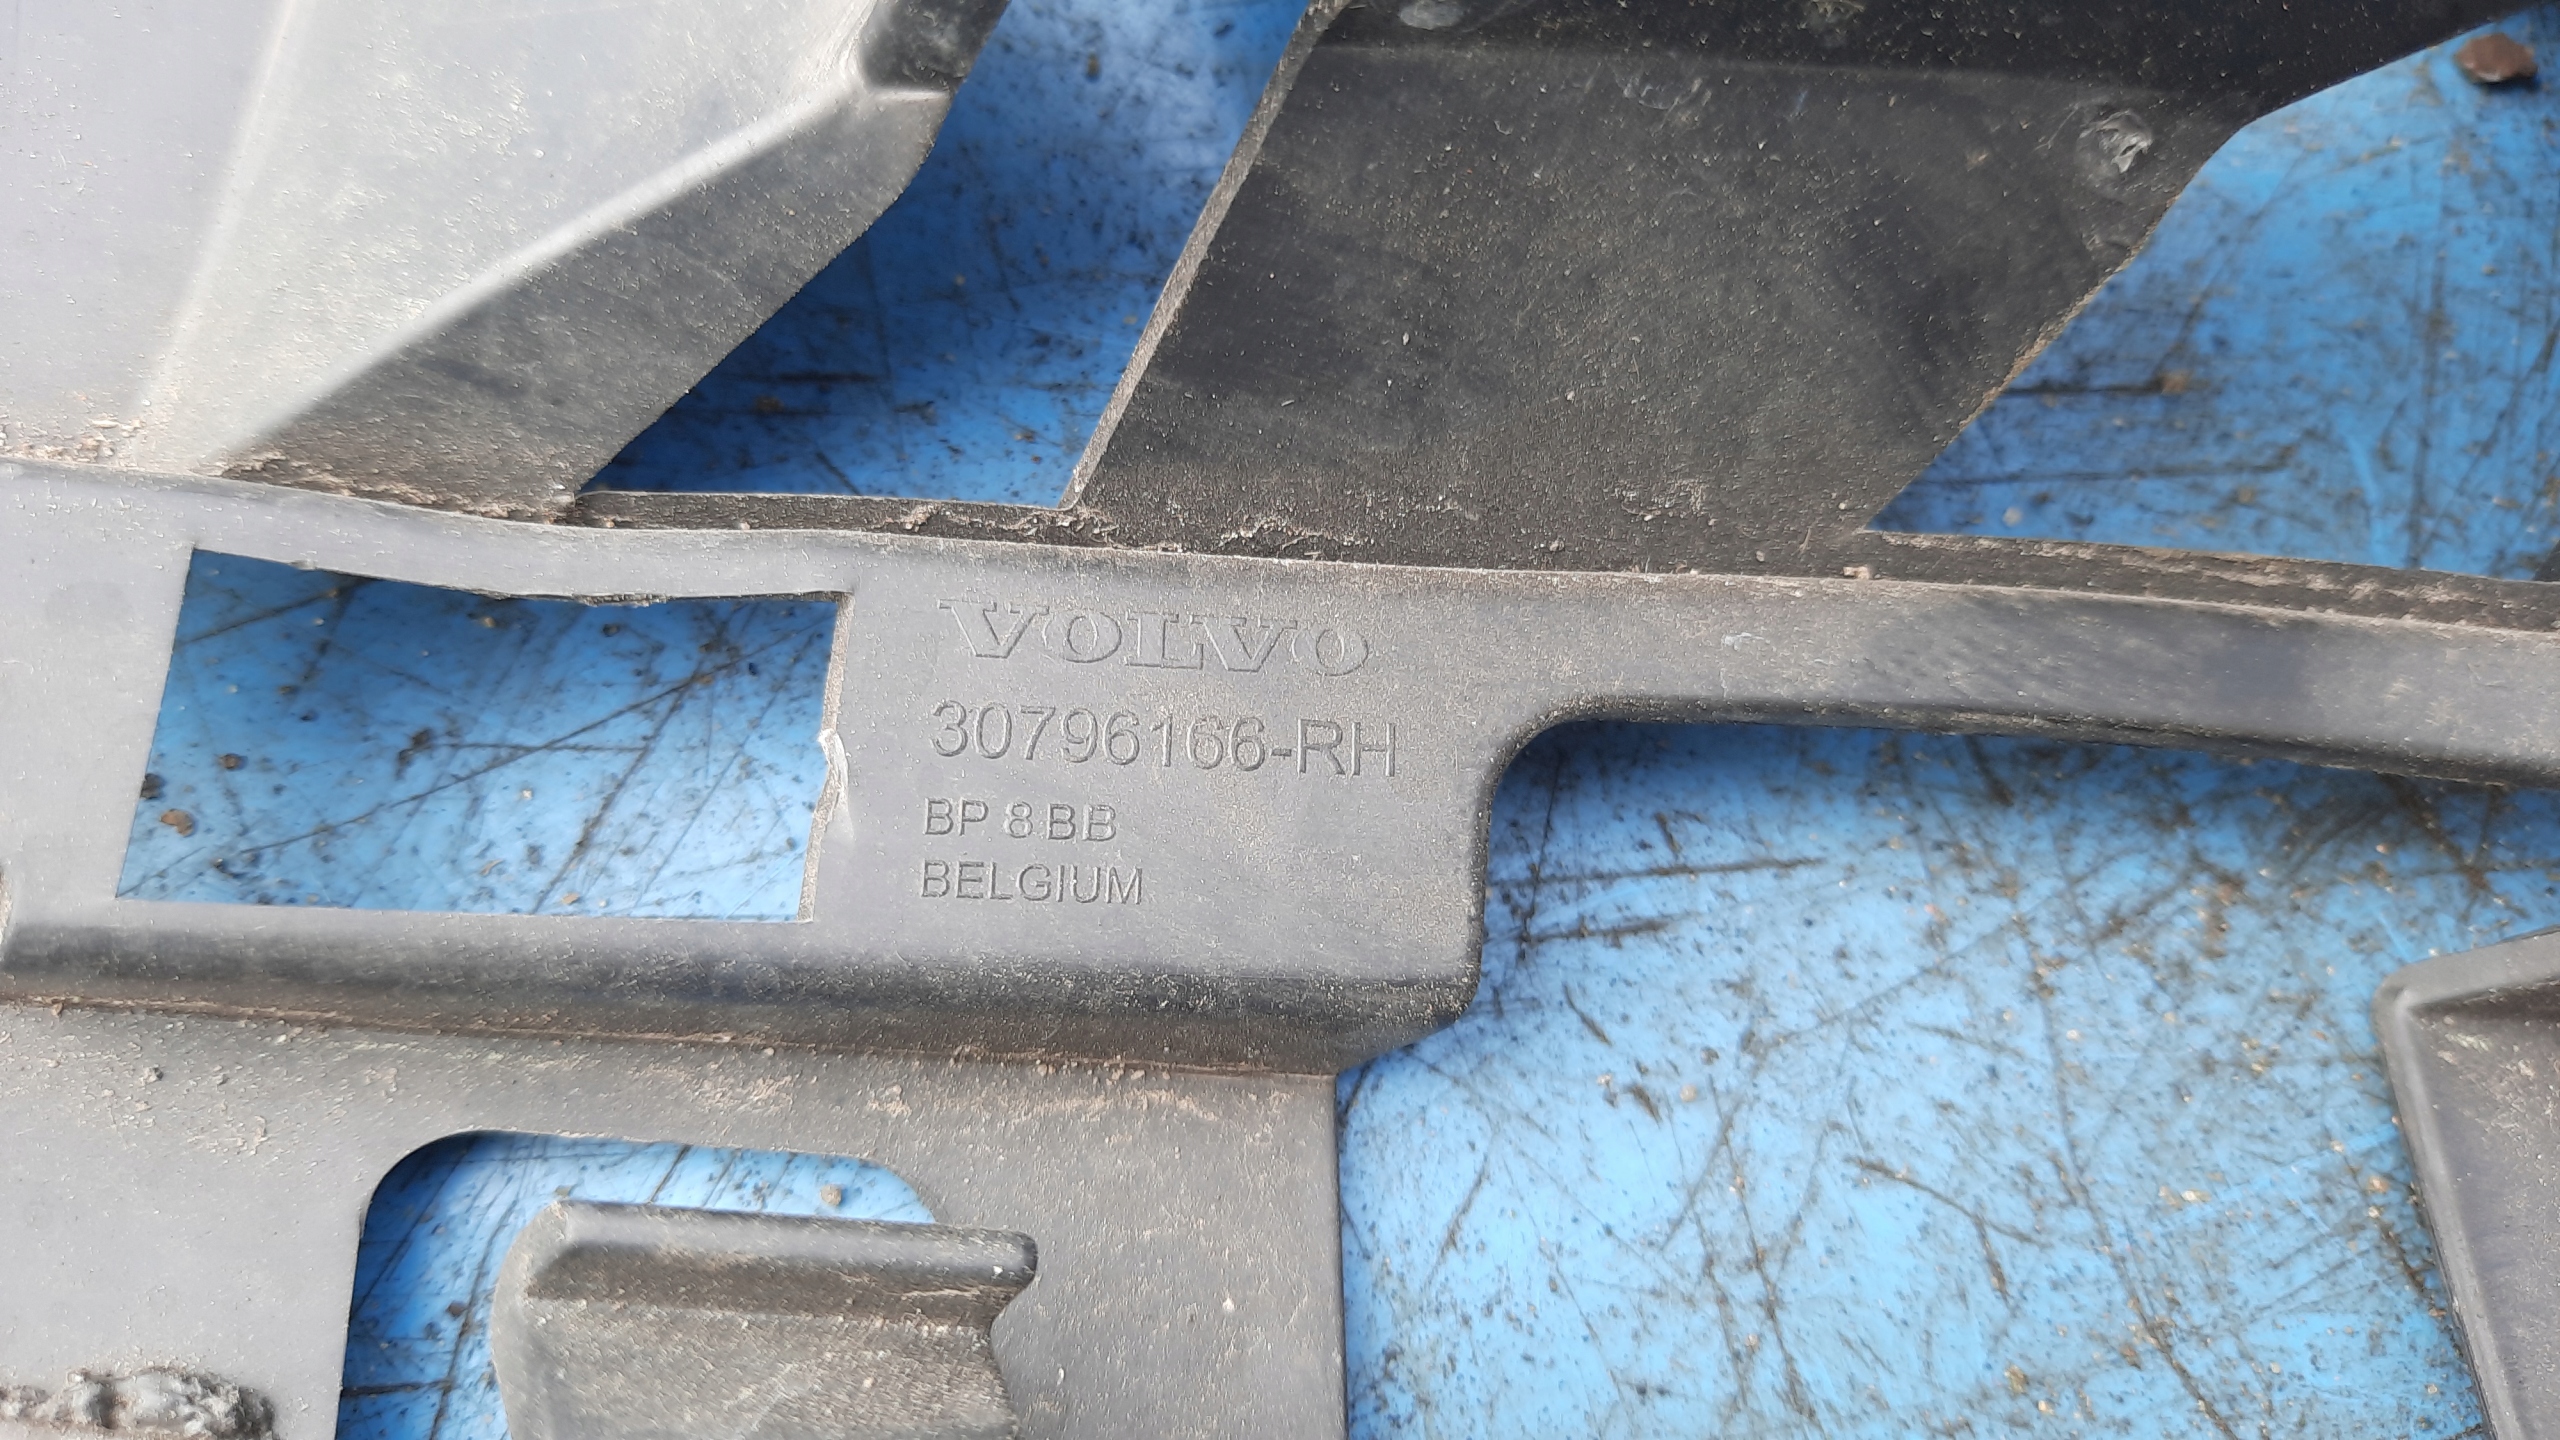 VOLVO
30796166-RH
BP 8 BB
BELGIUM